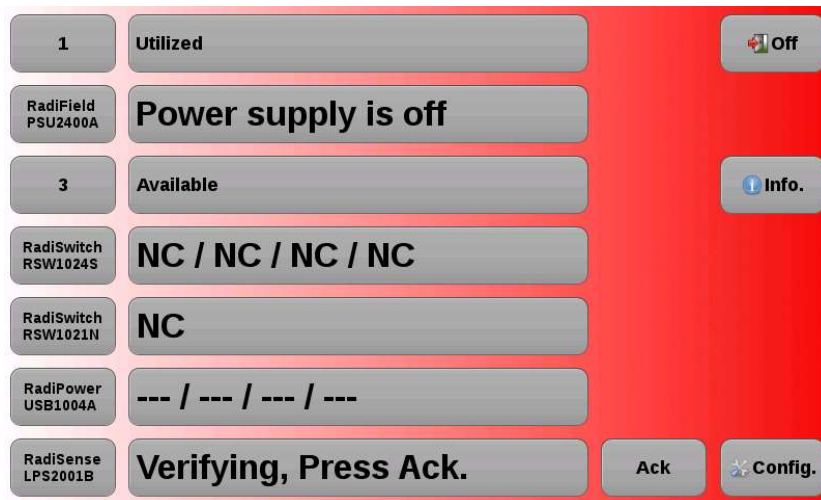 1
Utilized
Off
RadiField
PSU2400A
Power supply is off
3
Available
Info.
RadiSwitch
RSW1024S
NC / NC / NC / NC
RadiSwitch
RSW1021N
NC
RadiPower
USB1004A
--- / --- / --- / ---
RadiSense
LPS2001B
Verifying, Press Ack.
Ack
Config.